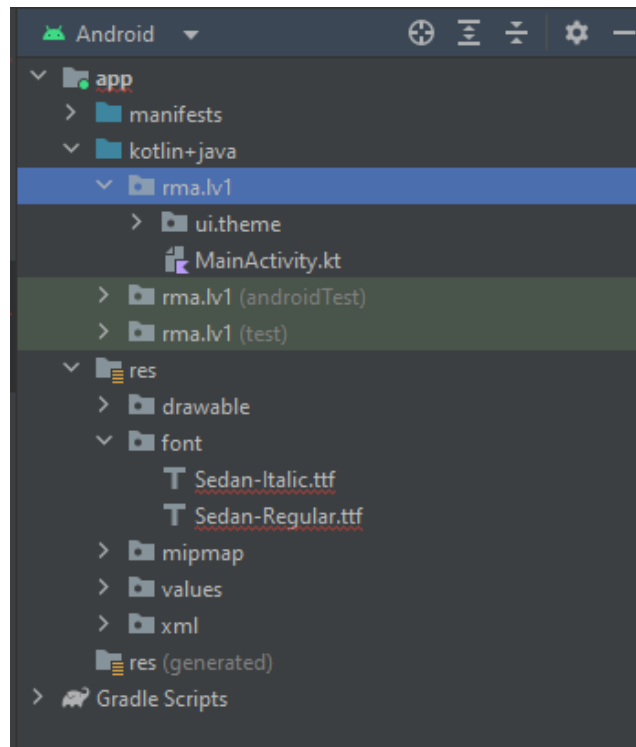 Android
app
manifests
kotlin+java
rma.lv1
ui.theme
MainActivity.kt
rma.lv1 (androidTest)
rma.lv1 (test)
res
drawable
font
Sedan-Italic.ttf
Sedan-Regular.ttf
mipmap
values
xml
res (generated)
Gradle Scripts